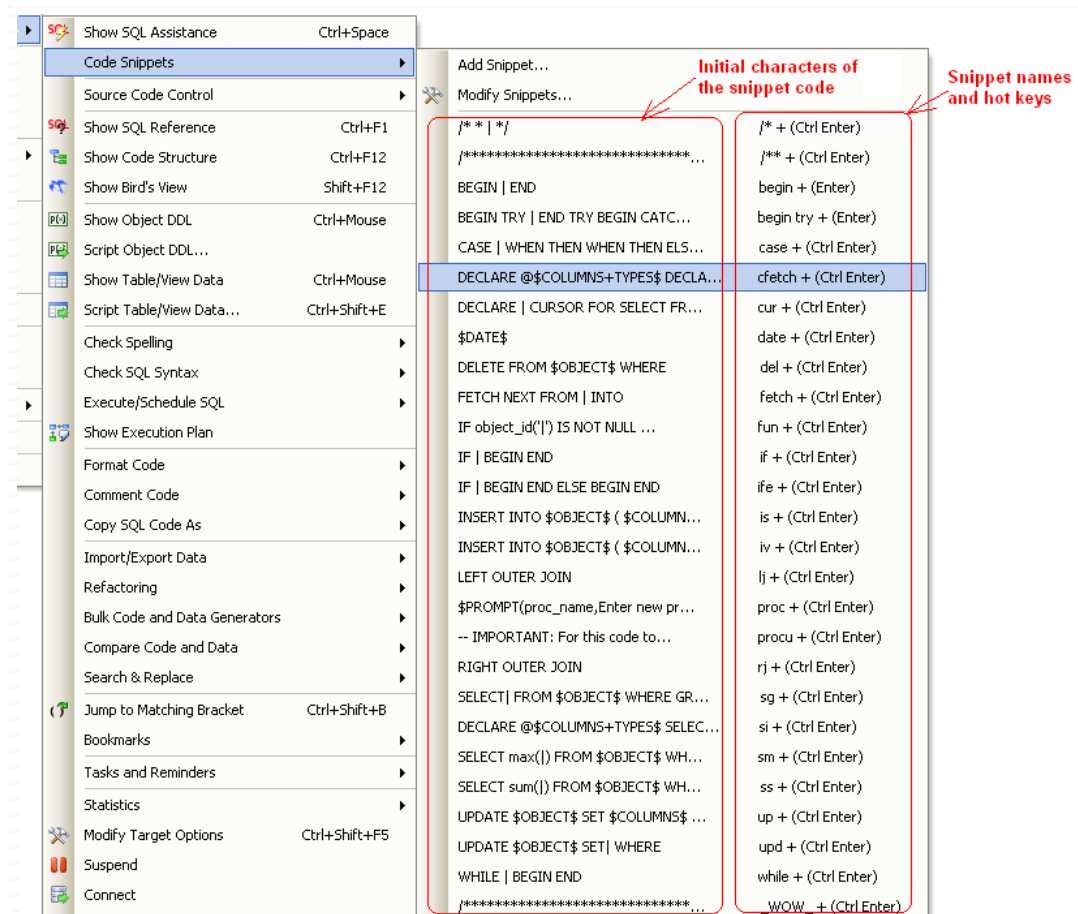 Show SQL Assistance Ctrl+Space
Code Snippets
Source Code Control
Show SQL Reference Ctrl+F1
Show Code Structure Ctrl+F12
Show Bird's View Shift+F12
Show Object DDL Ctrl+Mouse
Script Object DDL...
Show Table/View Data Ctrl+Mouse
Script Table/View Data... Ctrl+Shift+E
Check Spelling
Check SQL Syntax
Execute/Schedule SQL
Show Execution Plan
Format Code
Comment Code
Copy SQL Code As
Import/Export Data
Refactoring
Bulk Code and Data Generators
Compare Code and Data
Search & Replace
Jump to Matching Bracket Ctrl+Shift+B
Bookmarks
Tasks and Reminders
Statistics
Modify Target Options Ctrl+Shift+F5
Suspend
Connect
Add Snippet...
Modify Snippets...
Initial characters of
the snippet code
Snippet names
and hot keys
/* * | */ /* + (Ctrl Enter)
/******************************... /** + (Ctrl Enter)
BEGIN | END begin + (Enter)
BEGIN TRY | END TRY BEGIN CATC... begin try + (Enter)
CASE | WHEN THEN WHEN THEN ELS... case + (Ctrl Enter)
DECLARE @$COLUMNS+TYPES$ DECLA... cfetch + (Ctrl Enter)
DECLARE | CURSOR FOR SELECT FR... cur + (Ctrl Enter)
$DATE$ date + (Ctrl Enter)
DELETE FROM $OBJECT$ WHERE del + (Ctrl Enter)
FETCH NEXT FROM | INTO fetch + (Ctrl Enter)
IF object_id('|') IS NOT NULL ... fun + (Ctrl Enter)
IF | BEGIN END if + (Ctrl Enter)
IF | BEGIN END ELSE BEGIN END ife + (Ctrl Enter)
INSERT INTO $OBJECT$ ( $COLUMN... is + (Ctrl Enter)
INSERT INTO $OBJECT$ ( $COLUMN... iv + (Ctrl Enter)
LEFT OUTER JOIN lj + (Ctrl Enter)
$PROMPT(proc_name,Enter new pr... proc + (Ctrl Enter)
-- IMPORTANT: For this code to... procu + (Ctrl Enter)
RIGHT OUTER JOIN rj + (Ctrl Enter)
SELECT| FROM $OBJECT$ WHERE GR... sg + (Ctrl Enter)
DECLARE @$COLUMNS+TYPES$ SELEC... si + (Ctrl Enter)
SELECT max(|) FROM $OBJECT$ WH... sm + (Ctrl Enter)
SELECT sum(|) FROM $OBJECT$ WH... ss + (Ctrl Enter)
UPDATE $OBJECT$ SET $COLUMNS$ ... up + (Ctrl Enter)
UPDATE $OBJECT$ SET| WHERE upd + (Ctrl Enter)
WHILE | BEGIN END while + (Ctrl Enter)
/******************************... _WOW_ + (Ctrl Enter)